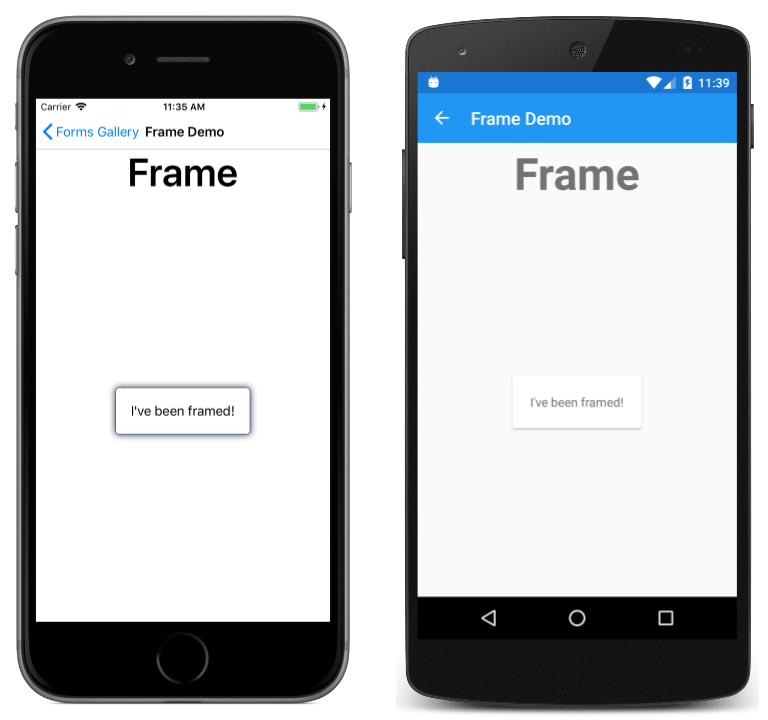 Carrier 11:35 AM
Forms Gallery Frame Demo
Frame
I've been framed!
11:39
Frame Demo
Frame
I've been framed!